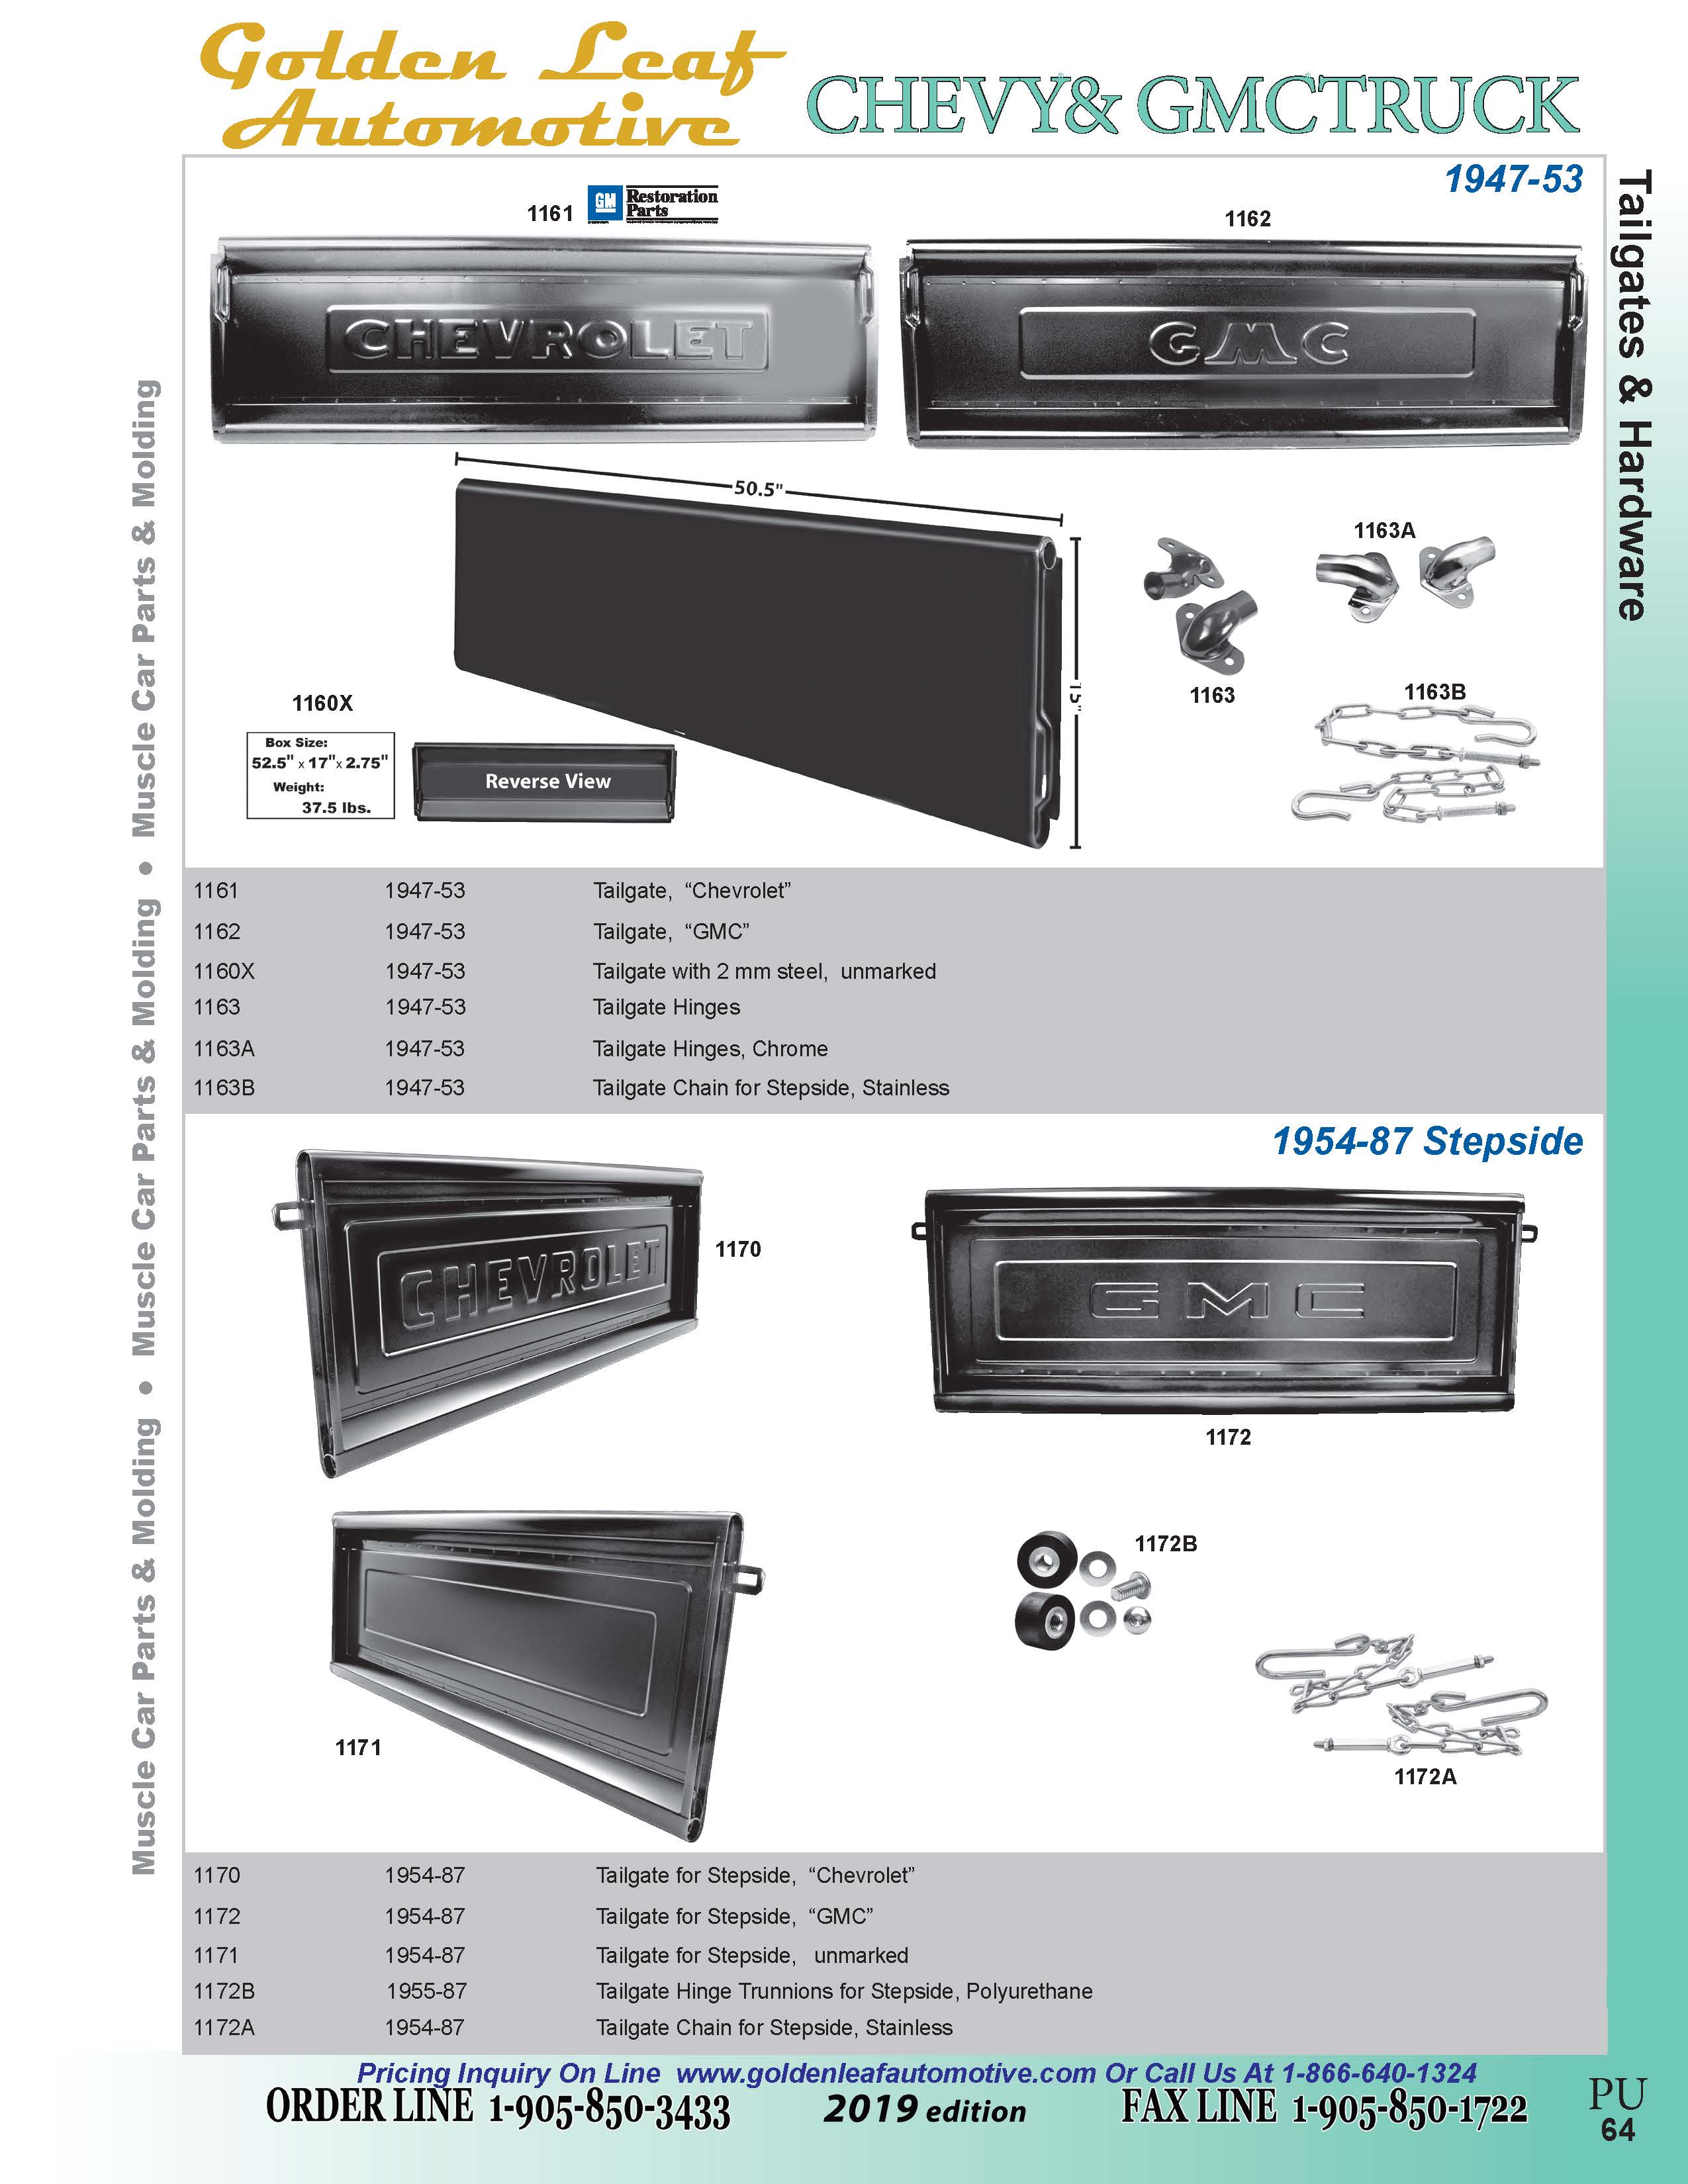 Golden Leaf
Automotive
CHEVY& GMCTRUCK
1947-53
Tailgates & Hardware
Muscle Car Parts & Molding • Muscle Car Parts & Molding • Muscle Car Parts & Molding
1161
GM
Restoration
Parts
1162
CHEVROLET
GMC
50.5"
15"
1163A
1163
1163B
1160X
Box Size:
52.5" x 17"x 2.75"
Weight:
37.5 lbs.
Reverse View
1161 1947-53 Tailgate, “Chevrolet”
1162 1947-53 Tailgate, “GMC”
1160X 1947-53 Tailgate with 2 mm steel, unmarked
1163 1947-53 Tailgate Hinges
1163A 1947-53 Tailgate Hinges, Chrome
1163B 1947-53 Tailgate Chain for Stepside, Stainless
1954-87 Stepside
CHEVROLET
1170
GMC
1172
1172B
1171
1172A
1170 1954-87 Tailgate for Stepside, “Chevrolet”
1172 1954-87 Tailgate for Stepside, “GMC”
1171 1954-87 Tailgate for Stepside, unmarked
1172B 1955-87 Tailgate Hinge Trunnions for Stepside, Polyurethane
1172A 1954-87 Tailgate Chain for Stepside, Stainless
Pricing Inquiry On Line www.goldenleafautomotive.com Or Call Us At 1-866-640-1324
ORDER LINE 1-905-850-3433 2019 edition FAX LINE 1-905-850-1722
PU
64